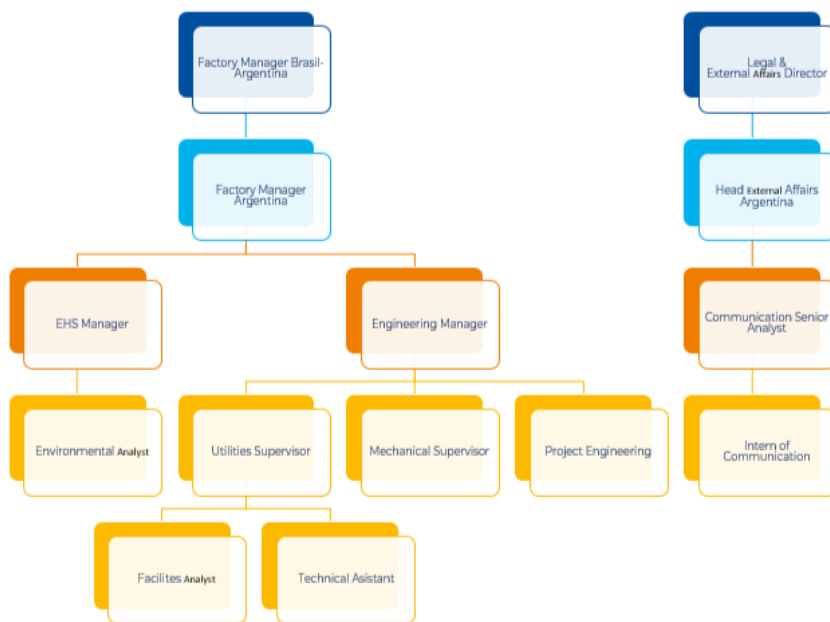 Factory Manager Brasil-
Argentina
Legal &
External Affairs Director
Factory Manager
Argentina
Head External Affairs
Argentina
EHS Manager
Engineering Manager
Communication Senior
Analyst
Environmental Analyst
Utilities Supervisor
Mechanical Supervisor
Project Engineering
Intern of
Communication
Facilites Analyst
Technical Asistant